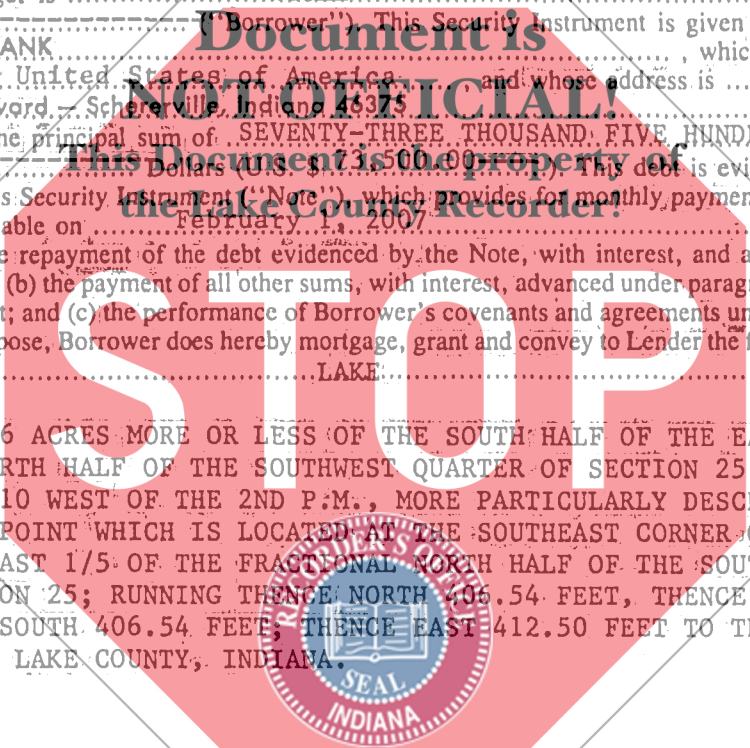 ("Borrower"). This Security Instrument is given
Document is
ANK , which
United States of America and whose address is
NOT OFFICIAL!
ard – Schererville, Indiana 46375
he principal sum of SEVENTY-THREE THOUSAND FIVE HUND
This Document is the property of
Dollars (U.S. $ 73,500.00 ). This debt is evi
s Security Instrument ("Note"), which provides for monthly paymen
the Lake County Recorder!
able on February 1, 2007
e repayment of the debt evidenced by the Note, with interest, and a
(b) the payment of all other sums, with interest, advanced under paragr
t; and (c) the performance of Borrower's covenants and agreements un
pose, Borrower does hereby mortgage, grant and convey to Lender the f
LAKE
STOP
6 ACRES MORE OR LESS OF THE SOUTH HALF OF THE EA
RTH HALF OF THE SOUTHWEST QUARTER OF SECTION 25
10 WEST OF THE 2ND P.M., MORE PARTICULARLY DESC
POINT WHICH IS LOCATED AT THE SOUTHEAST CORNER
AST 1/5 OF THE FRACTIONAL NORTH HALF OF THE SOU
ON 25; RUNNING THENCE NORTH 406.54 FEET, THENCE
SOUTH 406.54 FEET; THENCE EAST 412.50 FEET TO T
LAKE COUNTY, INDIANA.
RECORDER'S OFFICE
SEAL
INDIANA